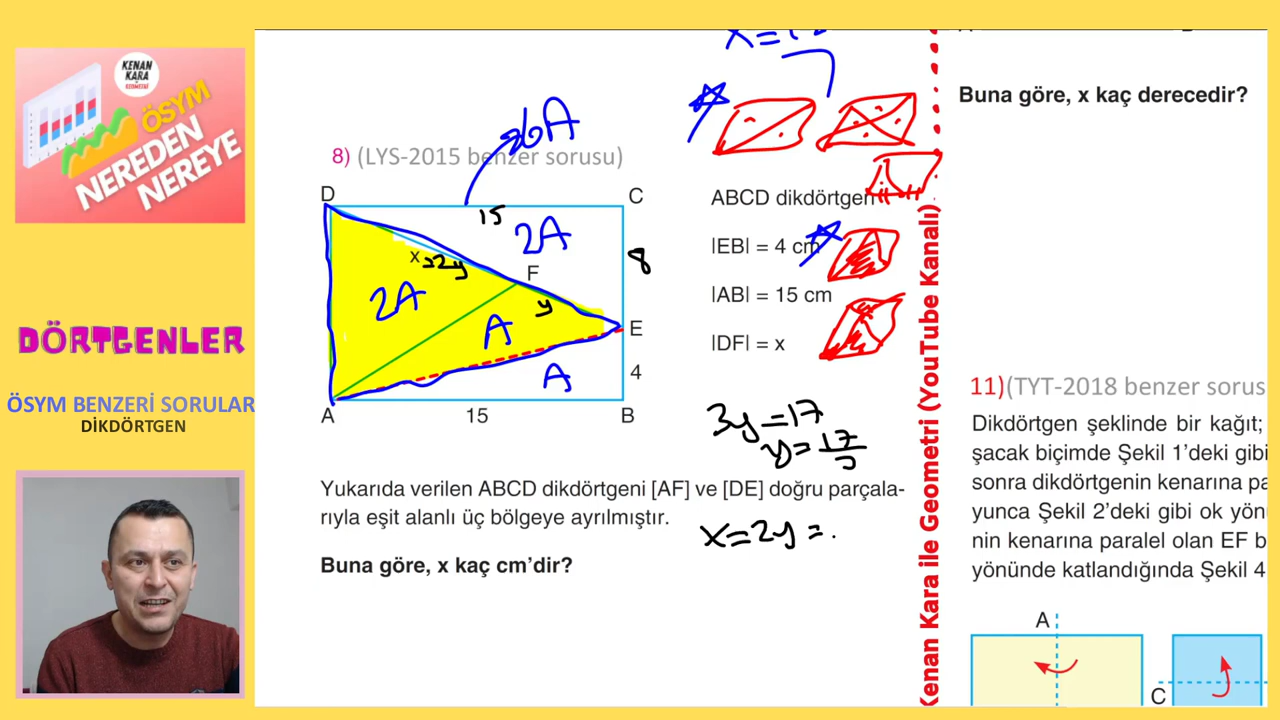 KENAN
KARA
GEOMETRİ
ÖSYM
NEREDEN
NEREYE
DÖRTGENLER
ÖSYM BENZERİ SORULAR
DİKDÖRTGEN
x=12
8) (LYS-2015 benzer sorusu)
6A
D
C
15
2A
8
x=2y
F
y
2A
A
E
A
4
A
15
B
ABCD dikdörtgen
|EB| = 4 cm
|AB| = 15 cm
|DF| = x
3y=17
y=17/3
x=2y=
Yukarıda verilen ABCD dikdörtgeni [AF] ve [DE] doğru parçala-
rıyla eşit alanlı üç bölgeye ayrılmıştır.
Buna göre, x kaç cm'dir?
Kenan Kara ile Geometri (YouTube Kanalı)
Buna göre, x kaç derecedir?
11)(TYT-2018 benzer sorus
Dikdörtgen şeklinde bir kağıt;
şacak biçimde Şekil 1'deki gibi
sonra dikdörtgenin kenarına pa
yunca Şekil 2'deki gibi ok yön
nin kenarına paralel olan EF b
yönünde katlandığında Şekil 4
A
C